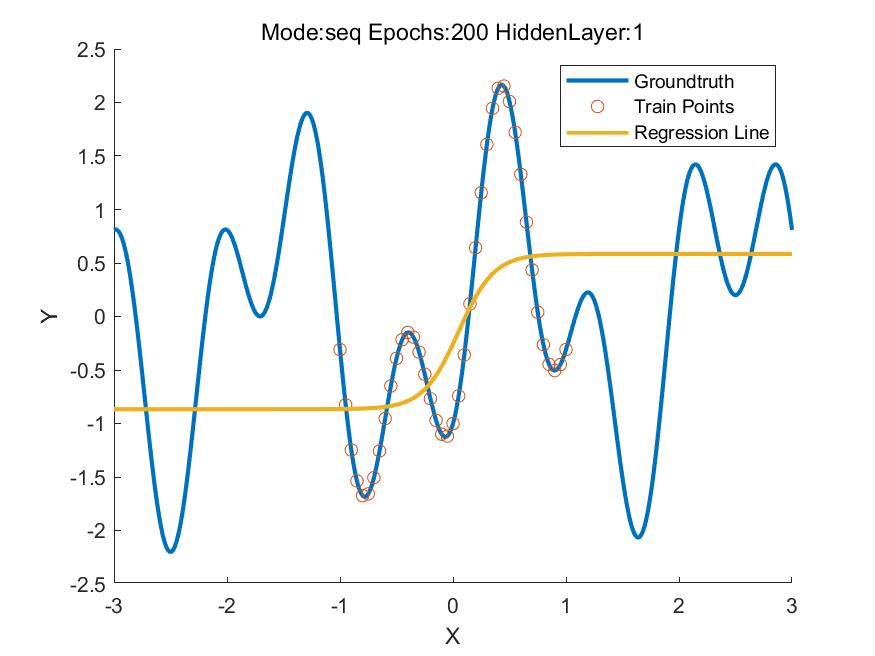 Mode:seq Epochs:200 HiddenLayer:1
Groundtruth
Train Points
Regression Line
2.5
2
1.5
1
0.5
0
-0.5
-1
-1.5
-2
-2.5
Y
-3 -2 -1 0 1 2 3
X